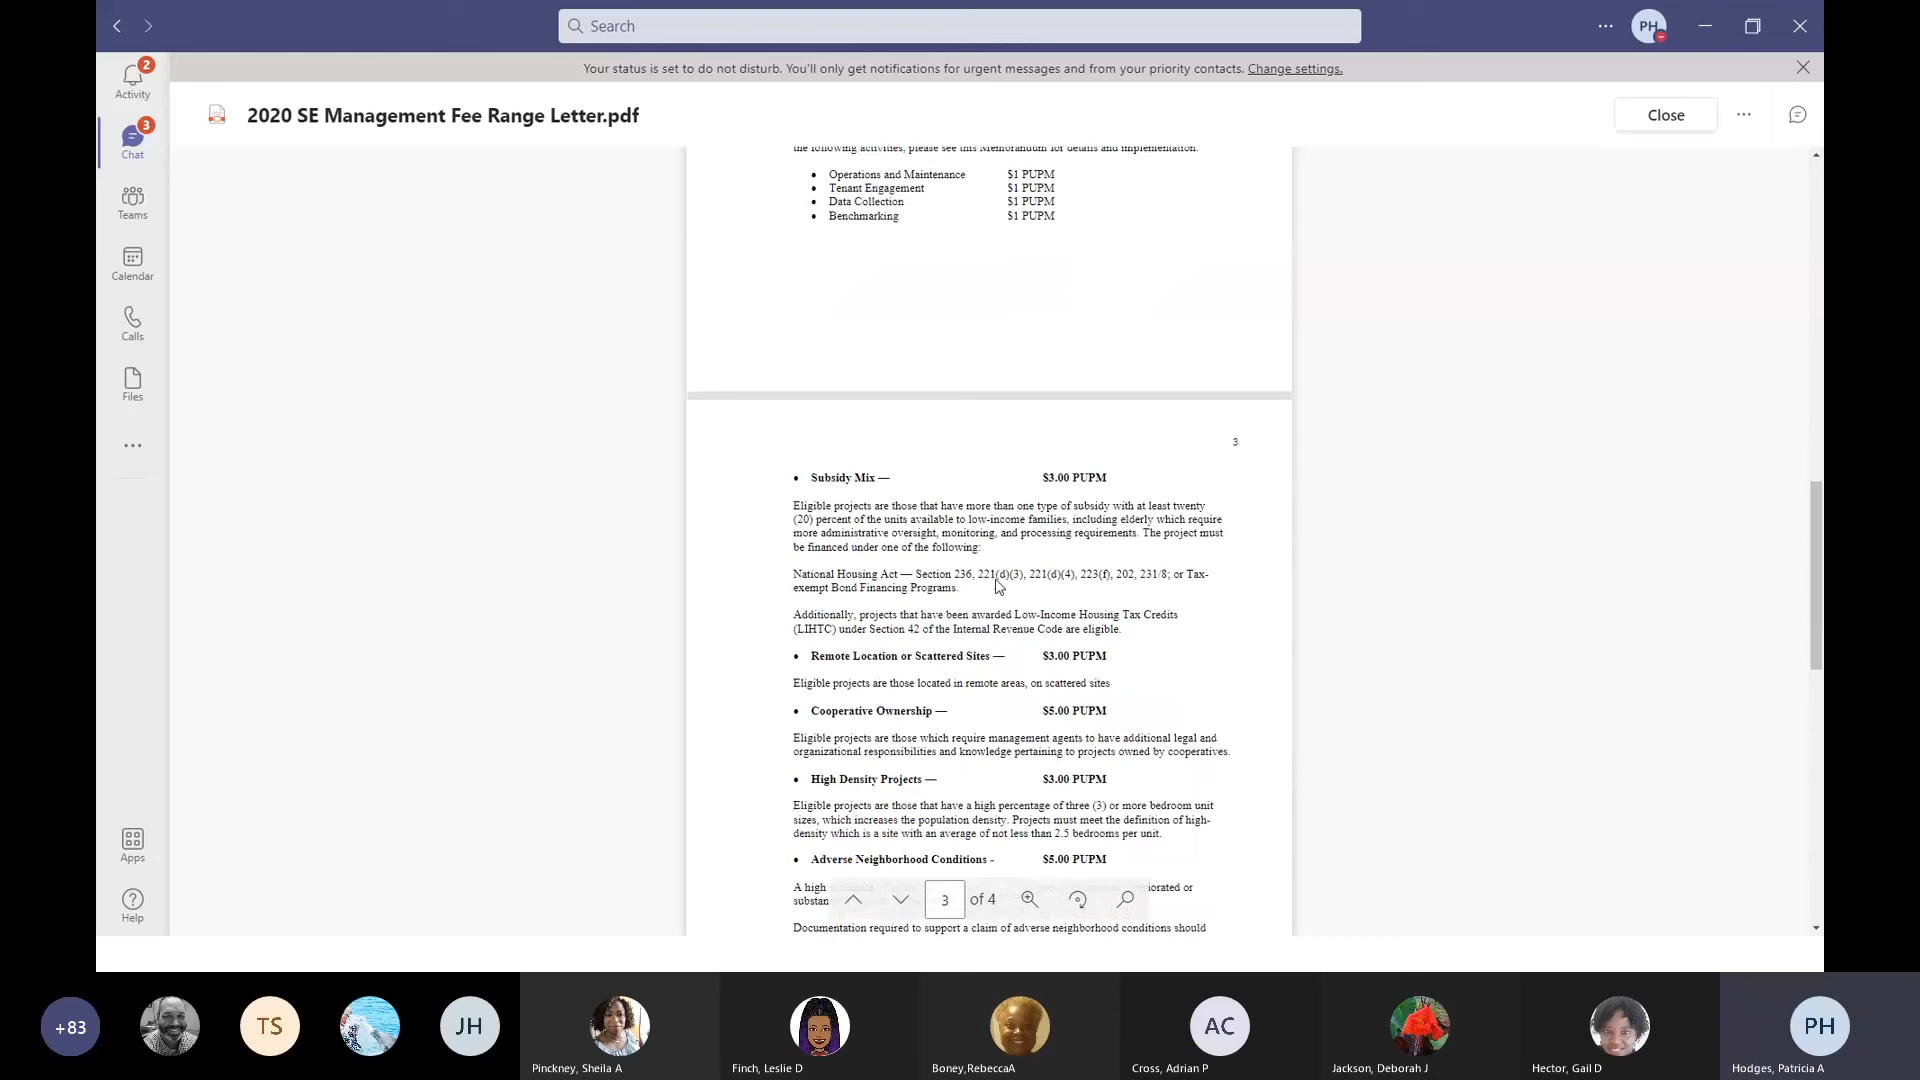 Search
PH
Your status is set to do not disturb. You'll only get notifications for urgent messages and from your priority contacts. Change settings.
2
Activity
3
Chat
Teams
Calendar
Calls
Files
Apps
Help
2020 SE Management Fee Range Letter.pdf
Close
the following activities, please see this Memorandum for details and implementation.
• Operations and Maintenance $1 PUPM
• Tenant Engagement $1 PUPM
• Data Collection $1 PUPM
• Benchmarking $1 PUPM
3
• Subsidy Mix — $3.00 PUPM
Eligible projects are those that have more than one type of subsidy with at least twenty
(20) percent of the units available to low-income families, including elderly which require
more administrative oversight, monitoring, and processing requirements. The project must
be financed under one of the following:
National Housing Act — Section 236, 221(d)(3), 221(d)(4), 223(f), 202, 231/8; or Tax-
exempt Bond Financing Programs.
Additionally, projects that have been awarded Low-Income Housing Tax Credits
(LIHTC) under Section 42 of the Internal Revenue Code are eligible.
• Remote Location or Scattered Sites — $3.00 PUPM
Eligible projects are those located in remote areas, on scattered sites
• Cooperative Ownership — $5.00 PUPM
Eligible projects are those which require management agents to have additional legal and
organizational responsibilities and knowledge pertaining to projects owned by cooperatives.
• High Density Projects — $3.00 PUPM
Eligible projects are those that have a high percentage of three (3) or more bedroom unit
sizes, which increases the population density. Projects must meet the definition of high-
density which is a site with an average of not less than 2.5 bedrooms per unit.
• Adverse Neighborhood Conditions - $5.00 PUPM
A high or
Documentation required to support a claim of adverse neighborhood conditions should
3 of 4
+83
TS
JH
AC
PH
Pinckney, Sheila A
Finch, Leslie D
Boney,RebeccaA
Cross, Adrian P
Jackson, Deborah J
Hector, Gail D
Hodges, Patricia A